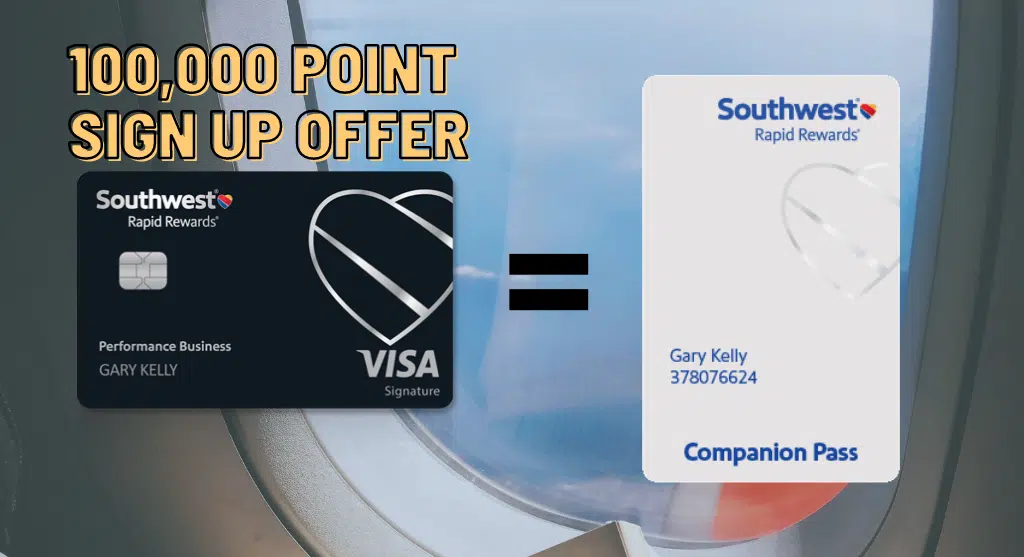 100,000 POINT
SIGN UP OFFER
Southwest®
Rapid Rewards®
Performance Business
GARY KELLY
VISA
Signature
=
Southwest®
Rapid Rewards®
Gary Kelly
378076624
Companion Pass